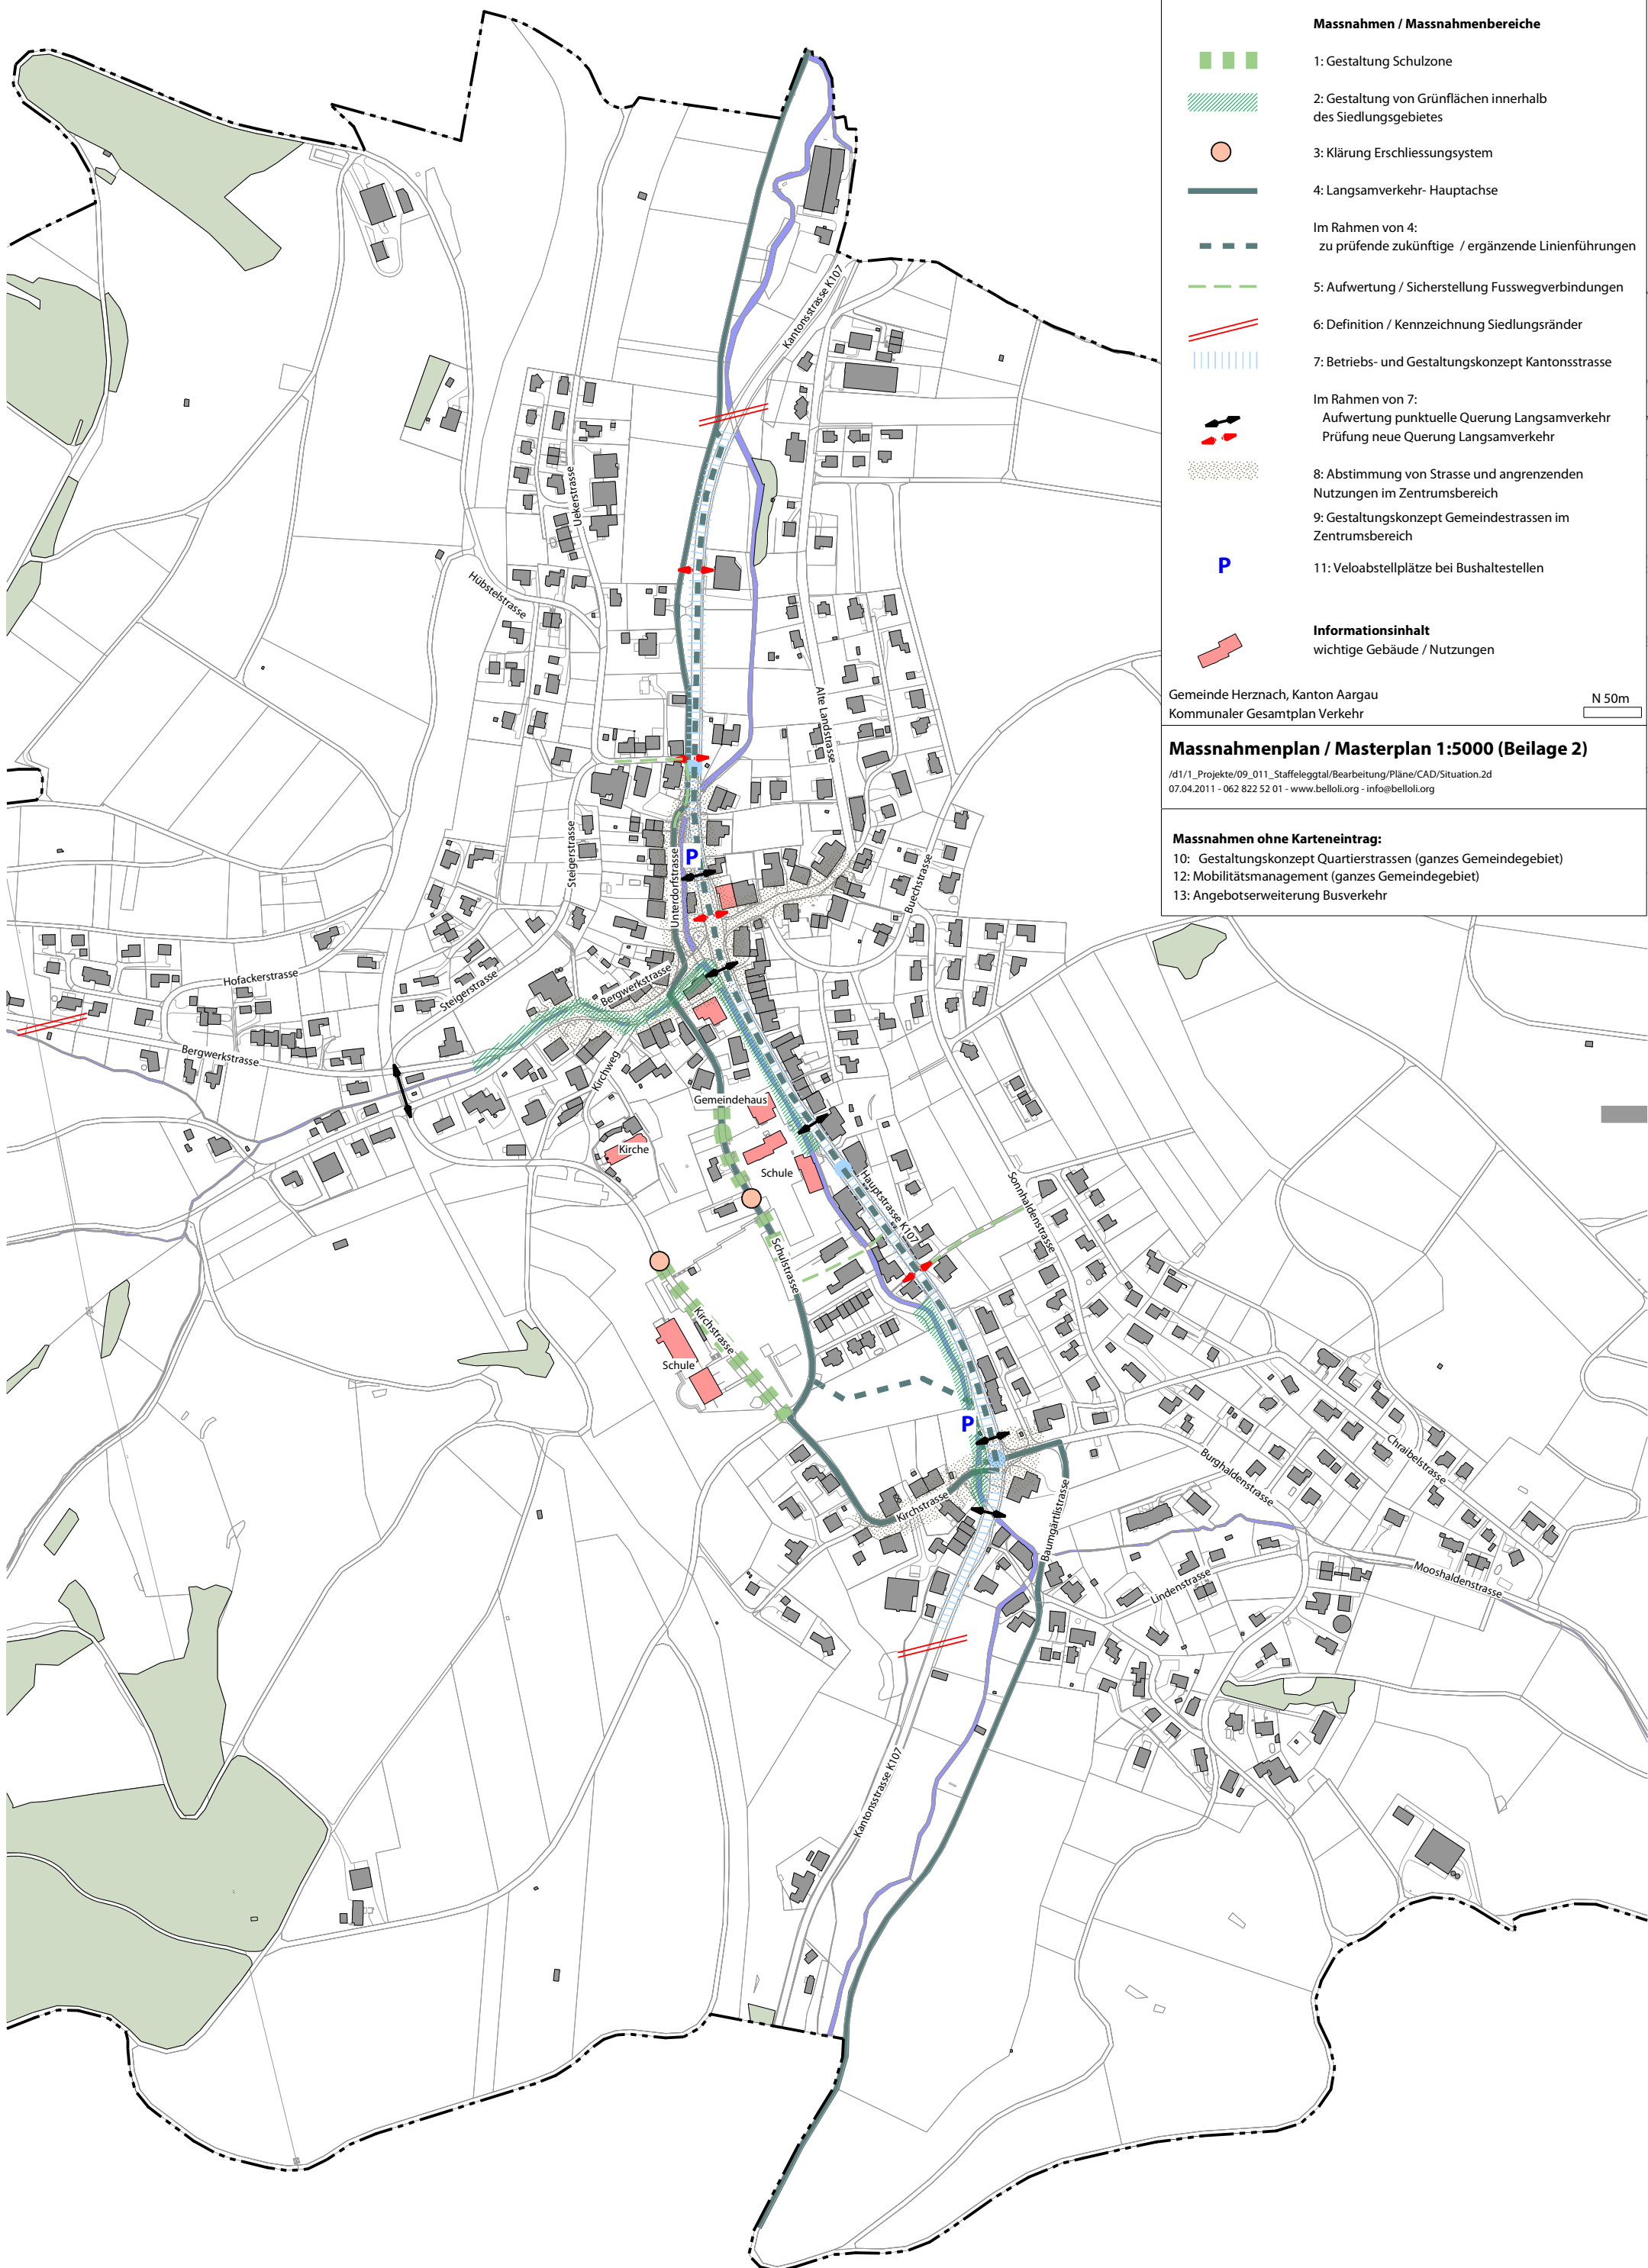 Massnahmen / Massnahmenbereiche
1: Gestaltung Schulzone
2: Gestaltung von Grünflächen innerhalb
des Siedlungsgebietes
3: Klärung Erschliessungsystem
4: Langsamverkehr- Hauptachse
Im Rahmen von 4:
zu prüfende zukünftige / ergänzende Linienführungen
5: Aufwertung / Sicherstellung Fusswegverbindungen
6: Definition / Kennzeichnung Siedlungsränder
7: Betriebs- und Gestaltungskonzept Kantonsstrasse
Im Rahmen von 7:
Aufwertung punktuelle Querung Langsamverkehr
Prüfung neue Querung Langsamverkehr
8: Abstimmung von Strasse und angrenzenden
Nutzungen im Zentrumsbereich
9: Gestaltungskonzept Gemeindestrassen im
Zentrumsbereich
P
11: Veloabstellplätze bei Bushaltestellen
Informationsinhalt
wichtige Gebäude / Nutzungen
Gemeinde Herznach, Kanton Aargau
N 50m
Kommunaler Gesamtplan Verkehr
Massnahmenplan / Masterplan 1:5000 (Beilage 2)
/d1/1_Projekte/09_011_Staffeleggtal/Bearbeitung/Pläne/CAD/Situation.2d
07.04.2011 - 062 822 52 01 - www.belloli.org - info@belloli.org
Massnahmen ohne Karteneintrag:
10: Gestaltungskonzept Quartierstrassen (ganzes Gemeindegebiet)
12: Mobilitätsmanagement (ganzes Gemeindegebiet)
13: Angebotserweiterung Busverkehr
Kantonsstrasse K107
Uekerstrasse
Hübstelstrasse
Alte Landstrasse
Steigerstrasse
Unterdorfstrasse
P
Buechstrasse
Hofackerstrasse
Steigerstrasse
Bergwerkstrasse
Bergwerkstrasse
Kirchweg
Gemeindehaus
Kirche
Schule
Hauptstrasse K107
Sonnhaldenstrasse
Schulstrasse
Kirchstrasse
Schule
P
Kirchstrasse
Burghaldenstrasse
Chraibelstrasse
Baumgärtlistrasse
Lindenstrasse
Mooshaldenstrasse
Kantonsstrasse K107